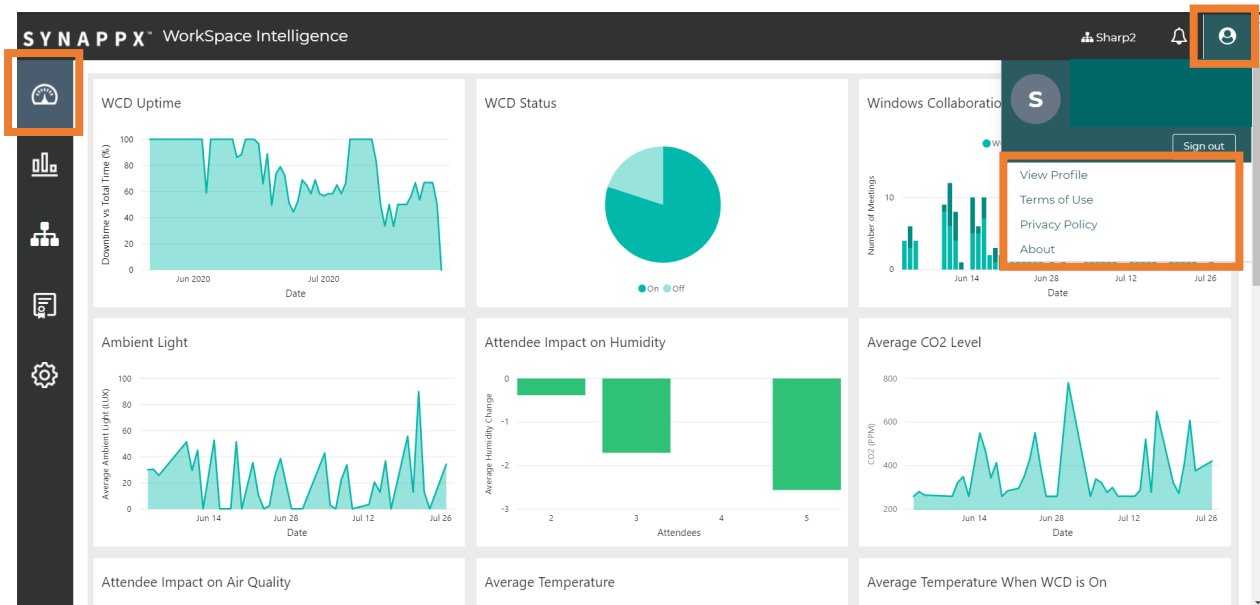 SYNAPPX™ WorkSpace Intelligence
Sharp2
S
Sign out
View Profile
Terms of Use
Privacy Policy
About
WCD Uptime
Downtime vs Total Time (%)
100
80
60
40
20
0
Jun 2020
Jul 2020
Date
WCD Status
On
Off
Windows
Number of Meetings
10
0
Jun 14
Jun 28
Jul 12
Jul 26
Date
Ambient Light
Average Ambient Light (LUX)
100
80
60
40
20
0
Jun 14
Jun 28
Jul 12
Jul 26
Date
Attendee Impact on Humidity
Average Humidity Change
0
-1
-2
-3
2
3
4
5
Attendees
Average CO2 Level
CO2 (PPM)
800
600
400
200
Jun 14
Jun 28
Jul 12
Jul 26
Date
Attendee Impact on Air Quality
Average Temperature
Average Temperature When WCD is On